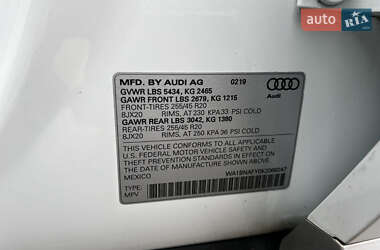 auto RIA
MFD. BY AUDI AG 0219
GVWR LBS 5434, KG 2465
GAWR FRONT LBS 2679, KG 1215
FRONT-TIRES 255/45 R20
8JX20 RIMS, AT 230 KPA/33 PSI COLD
GAWR REAR LBS 3042, KG 1380
REAR-TIRES 255/45 R20
8JX20 RIMS, AT 250 KPA/36 PSI COLD
Audi
THIS VEHICLE CONFORMS TO ALL APPLICABLE
FEDERAL MOTOR VEHICLE SAFETY
AND THEFT PREVENTION STANDARDS
IN EFFECT ON THE DATE OF
MANUFACTURE SHOWN ABOVE
MADE IN
MEXICO
TYPE:
MPV